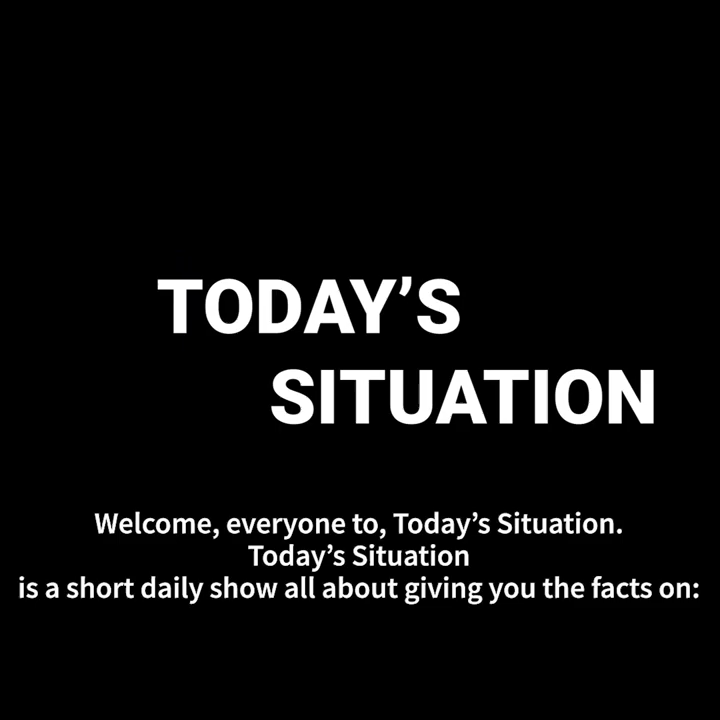 TODAY’S
SITUATION
Welcome, everyone to, Today’s Situation.
Today’s Situation
is a short daily show all about giving you the facts on: